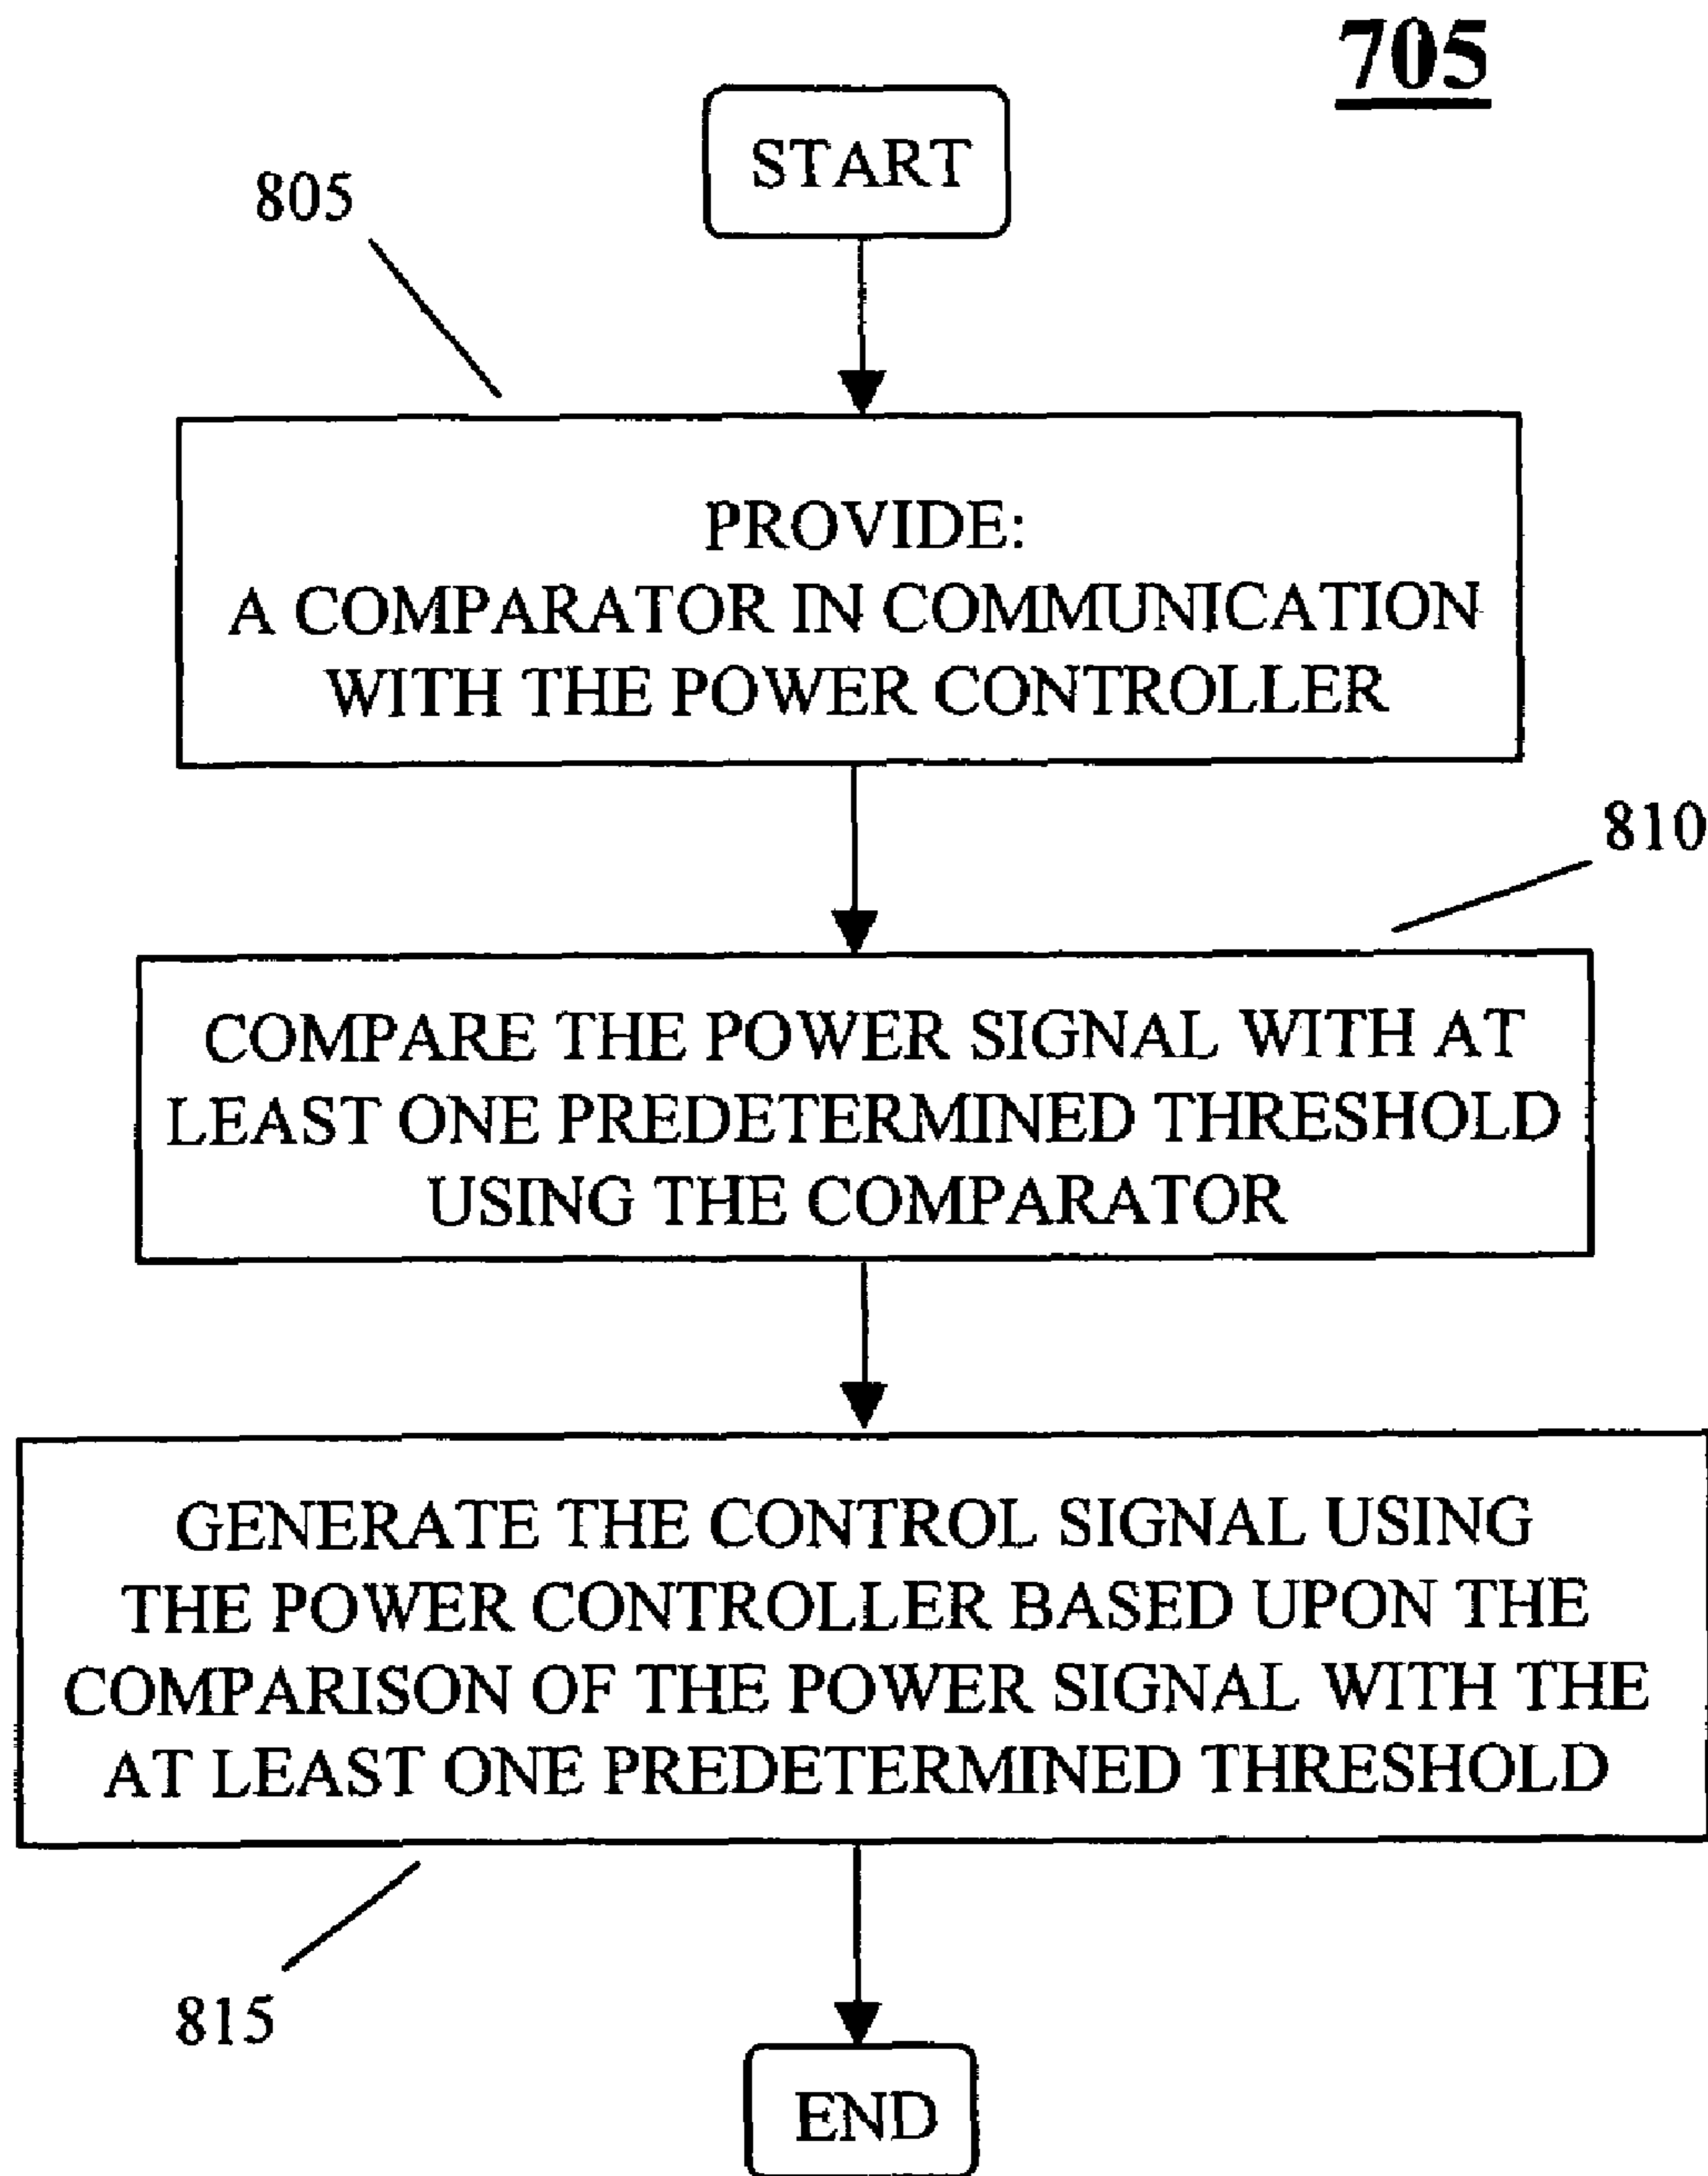 705
START
805
PROVIDE:
A COMPARATOR IN COMMUNICATION
WITH THE POWER CONTROLLER
810
COMPARE THE POWER SIGNAL WITH AT
LEAST ONE PREDETERMINED THRESHOLD
USING THE COMPARATOR
GENERATE THE CONTROL SIGNAL USING
THE POWER CONTROLLER BASED UPON THE
COMPARISON OF THE POWER SIGNAL WITH THE
AT LEAST ONE PREDETERMINED THRESHOLD
815
END